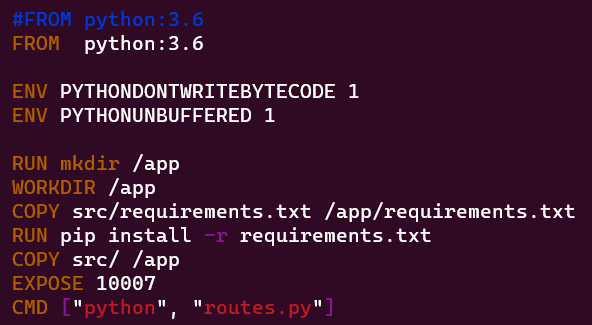 #FROM python:3.6
FROM  python:3.6

ENV PYTHONDONTWRITEBYTECODE 1
ENV PYTHONUNBUFFERED 1

RUN mkdir /app
WORKDIR /app
COPY src/requirements.txt /app/requirements.txt
RUN pip install -r requirements.txt
COPY src/ /app
EXPOSE 10007
CMD ["python", "routes.py"]